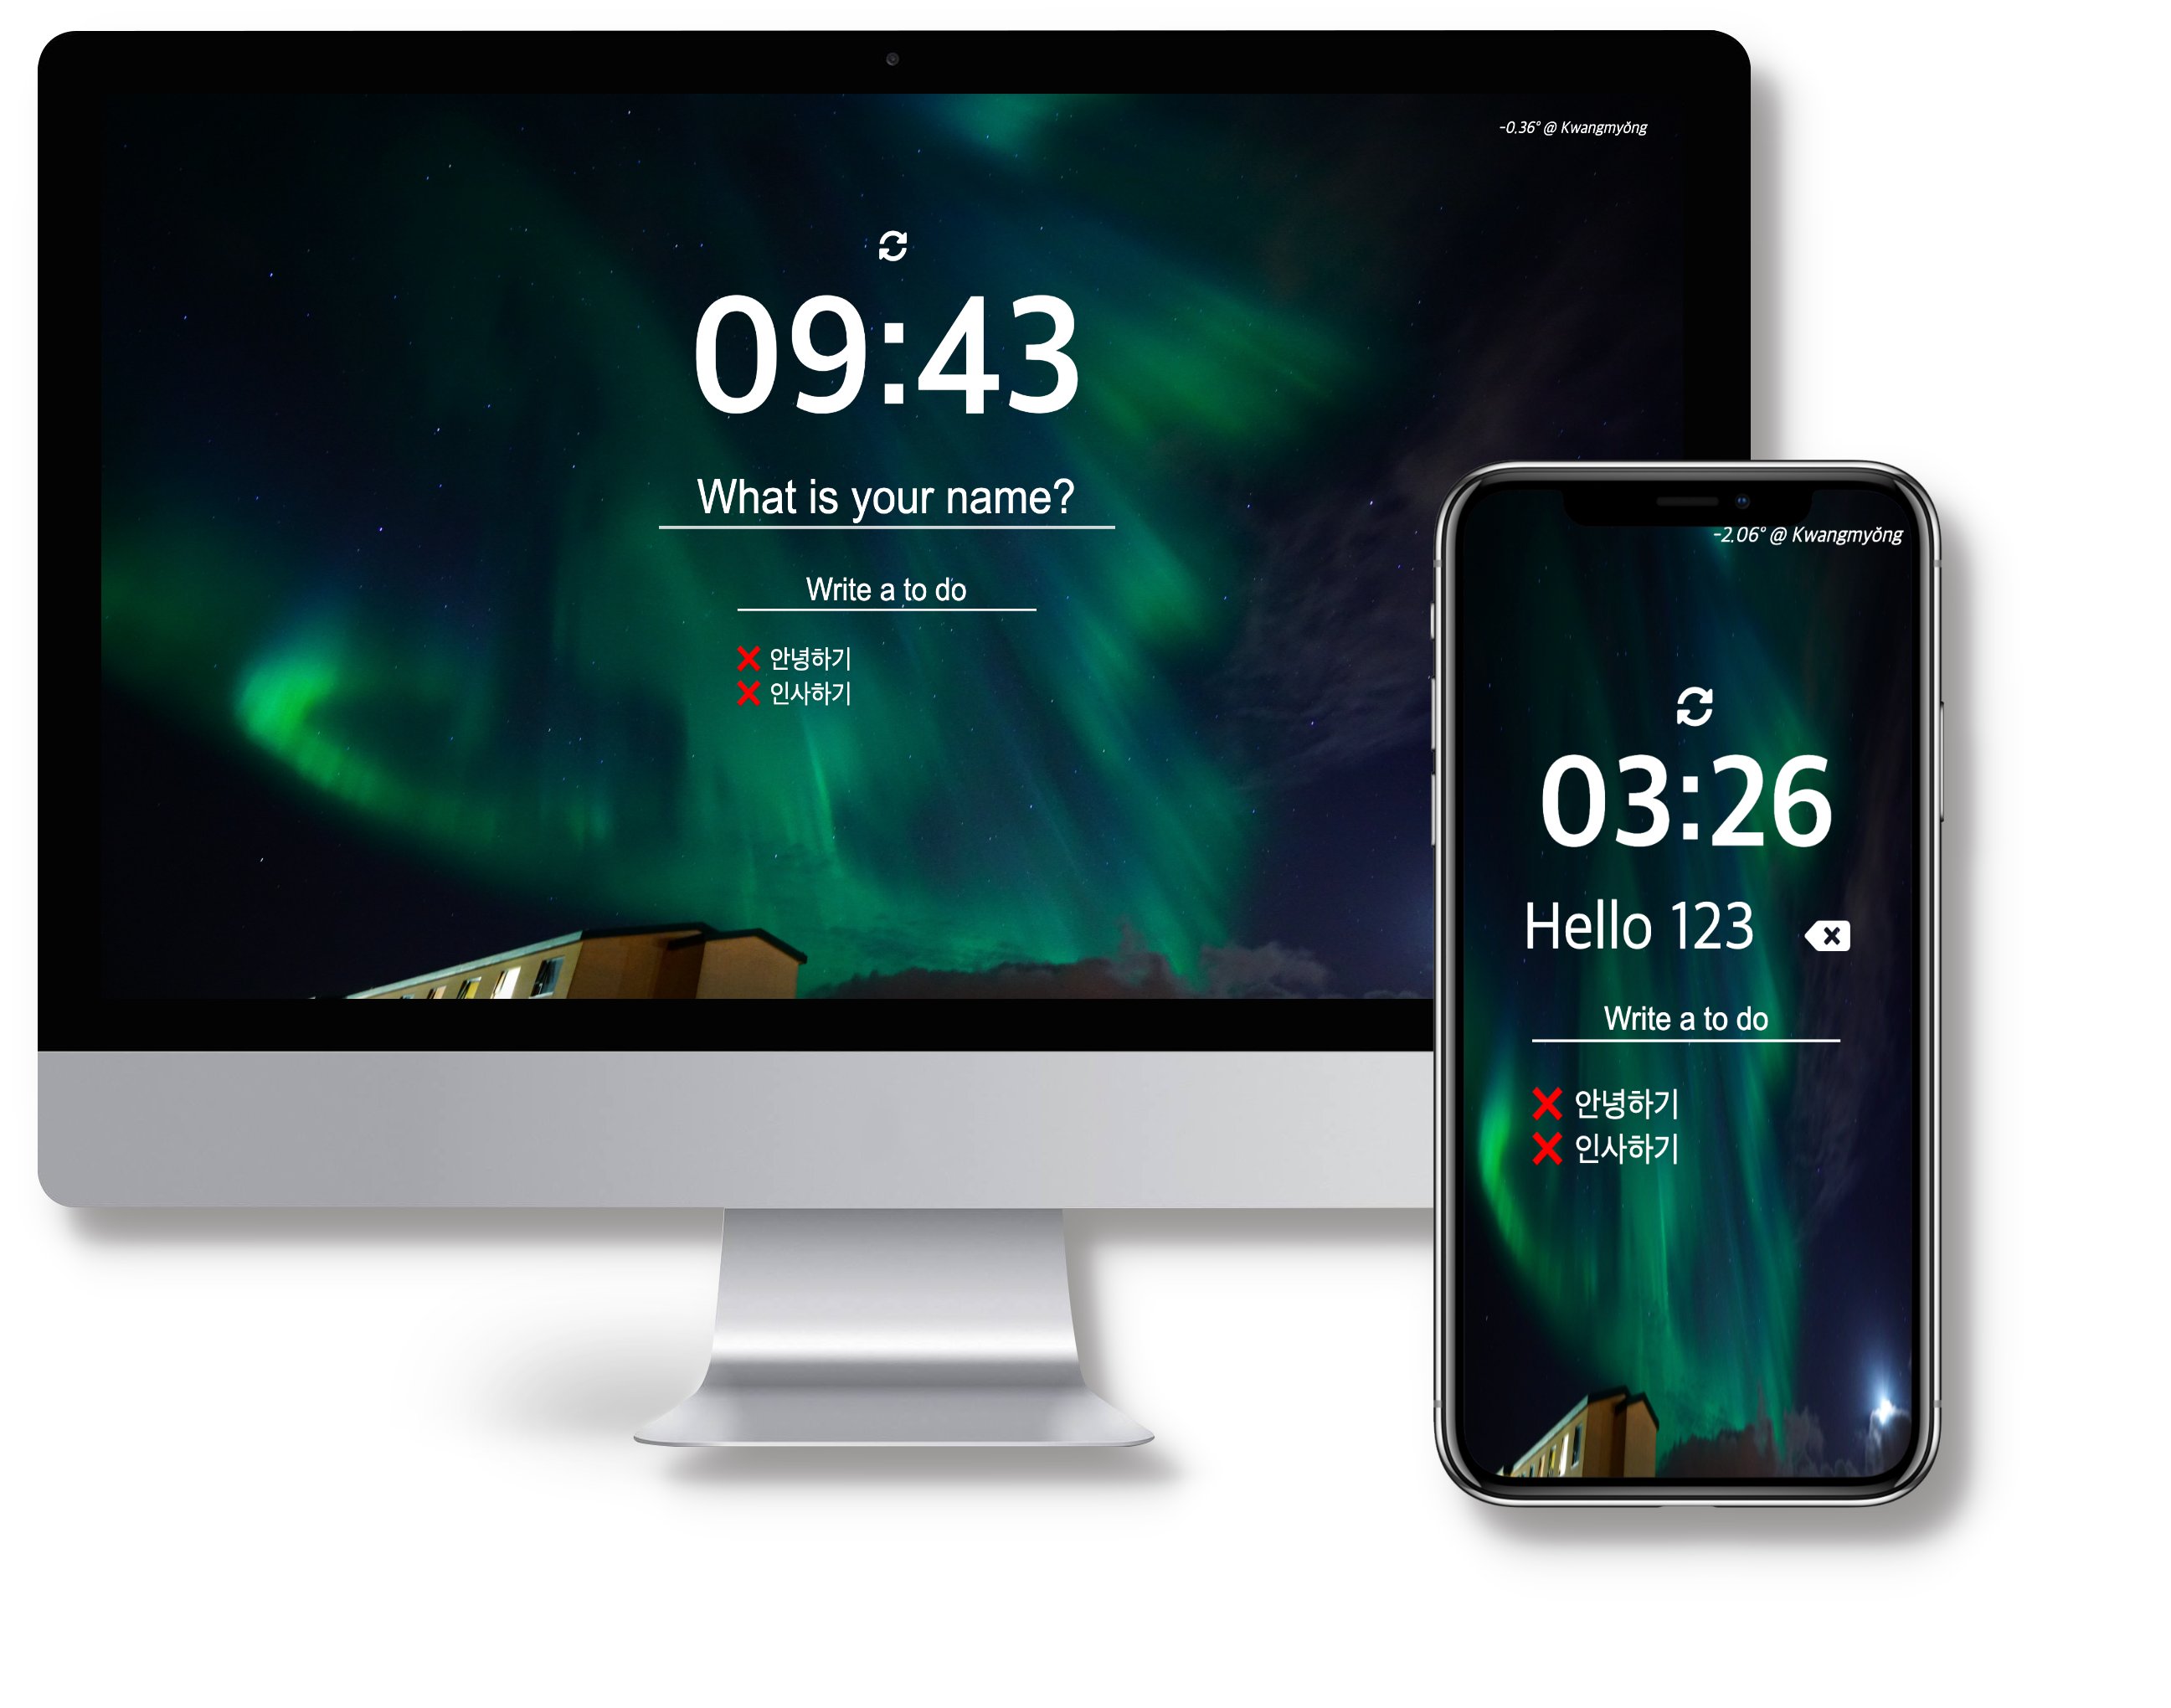 -0.36° @ Kwangmyŏng
09:43
What is your name?
Write a to do
안녕하기
인사하기
-2.06° @ Kwangmyŏng
03:26
Hello 123
Write a to do
안녕하기
인사하기